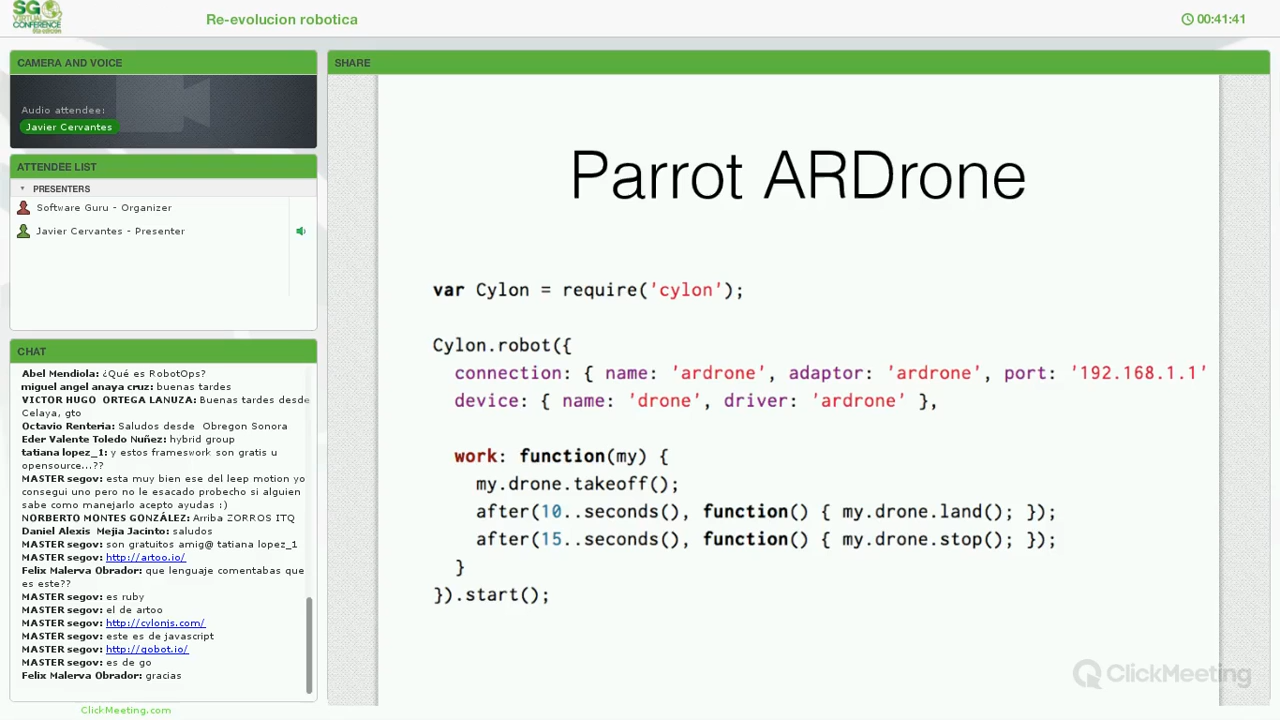 SG
VIRTUAL
CONFERENCE
Re-evolucion robotica
00:41:41
CAMERA AND VOICE
Audio attendee:
Javier Cervantes
ATTENDEE LIST
PRESENTERS
Software Guru - Organizer
Javier Cervantes - Presenter
CHAT
Abel Mendiola: ¿Qué es RobotOps?
miguel angel anaya cruz: buenas tardes
VICTOR HUGO ORTEGA LANUZA: Buenas tardes desde
Celaya, gto
Octavio Renteria: Saludos desde Obregon Sonora
Eder Valente Toledo Nuñez: hybrid group
tatiana lopez_1: y estos framework son gratis u
opensource...??
MASTER segov: esta muy bien ese del leep motion yo
consegui uno pero no le esacado probecho si alguien
sabe como manejarlo acepto ayudas :)
NORBERTO MONTES GONZÁLEZ: Arriba ZORROS ITQ
Daniel Alexis Mejia Jacinto: saludos
MASTER segov: son gratuitos amig@ tatiana lopez_1
MASTER segov: http://artoo.io/
Felix Malerva Obrador: que lenguaje comentabas que
es este??
MASTER segov: es ruby
MASTER segov: el de artoo
MASTER segov: http://cylonjs.com/
MASTER segov: este es de javascript
MASTER segov: http://gobot.io/
MASTER segov: es de go
Felix Malerva Obrador: gracias
ClickMeeting.com
SHARE
Parrot ARDrone
var Cylon = require('cylon');
Cylon.robot({
connection: { name: 'ardrone', adaptor: 'ardrone', port: '192.168.1.1'
device: { name: 'drone', driver: 'ardrone' },
work: function(my) {
my.drone.takeoff();
after(10..seconds(), function() { my.drone.land(); });
after(15..seconds(), function() { my.drone.stop(); });
}
}).start();
ClickMeeting